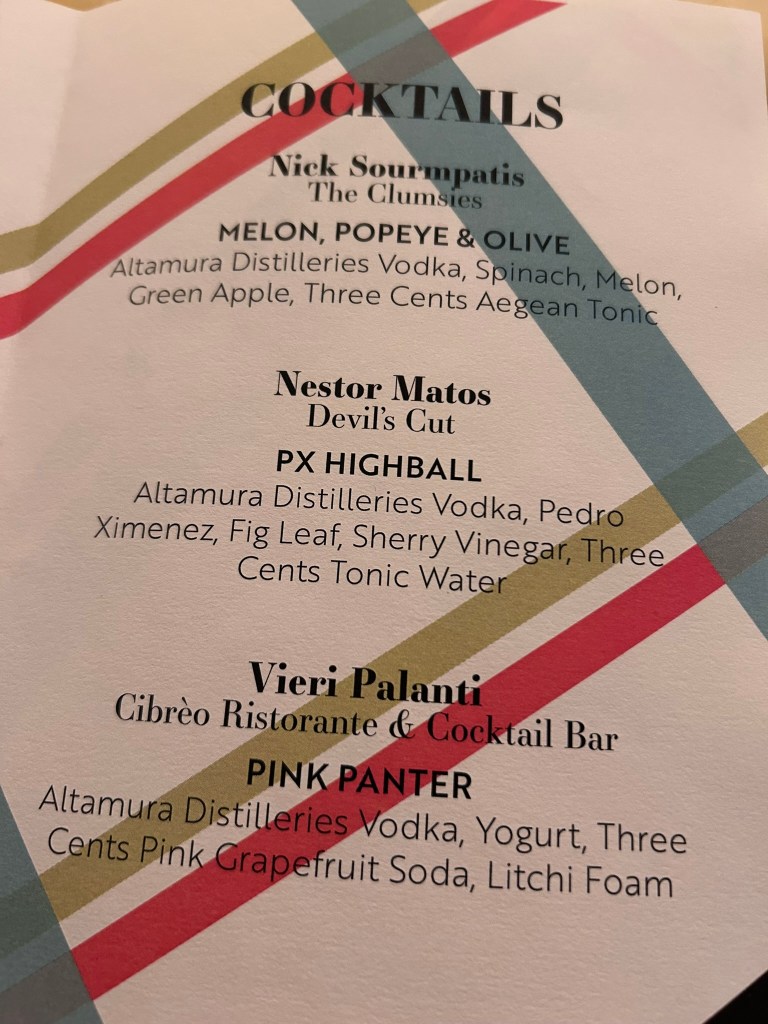 COCKTAILS
Nick Sourmpatis
The Clumsies
MELON, POPEYE & OLIVE
Altamura Distilleries Vodka, Spinach, Melon,
Green Apple, Three Cents Aegean Tonic
Nestor Matos
Devil's Cut
PX HIGHBALL
Altamura Distilleries Vodka, Pedro
Ximenez, Fig Leaf, Sherry Vinegar, Three
Cents Tonic Water
Vieri Palanti
Cibrèo Ristorante & Cocktail Bar
PINK PANTER
Altamura Distilleries Vodka, Yogurt, Three
Cents Pink Grapefruit Soda, Litchi Foam